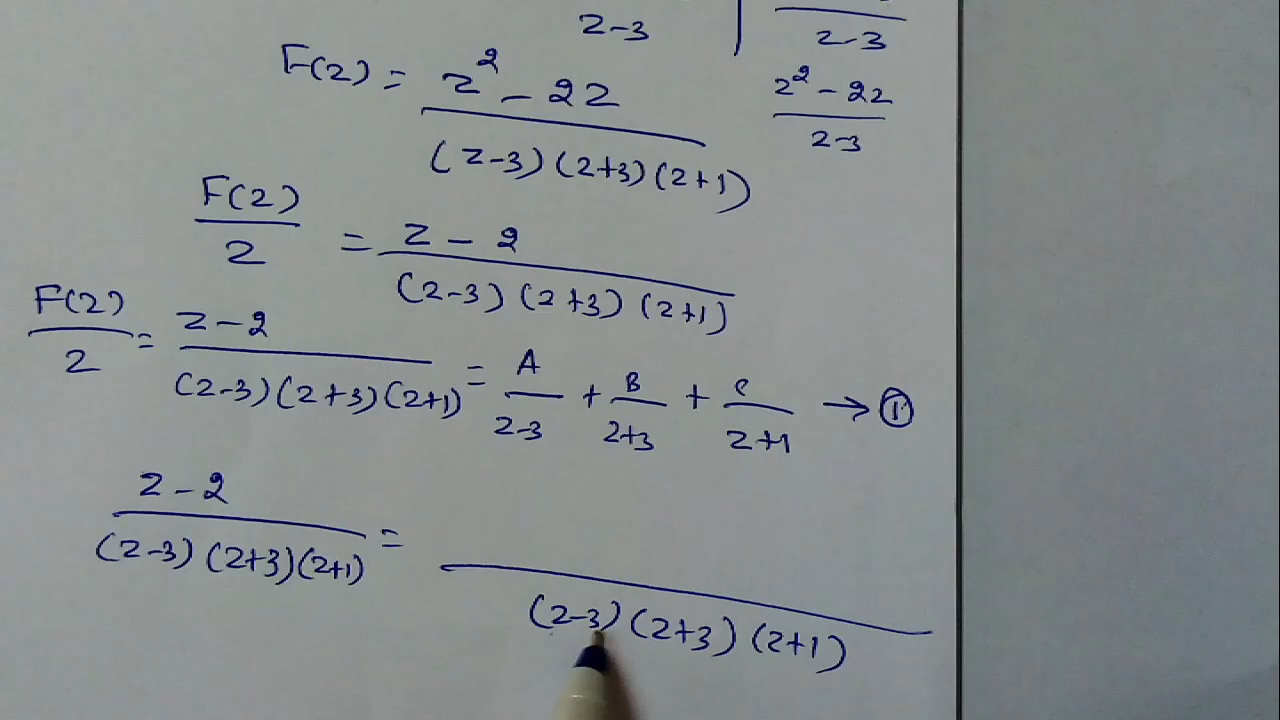 z-3
z-3
F(z) = z² - 2z
(z-3) (z+3) (z+1)
z² - 2z
z-3
F(z)
z
= z - 2
(z-3) (z+3) (z+1)
F(z)
z
= z - 2
(z-3) (z+3) (z+1)
= A + B + C → ①
z-3 z+3 z+1
z - 2
(z-3) (z+3) (z+1)
=
(z-3) (z+3) (z+1)